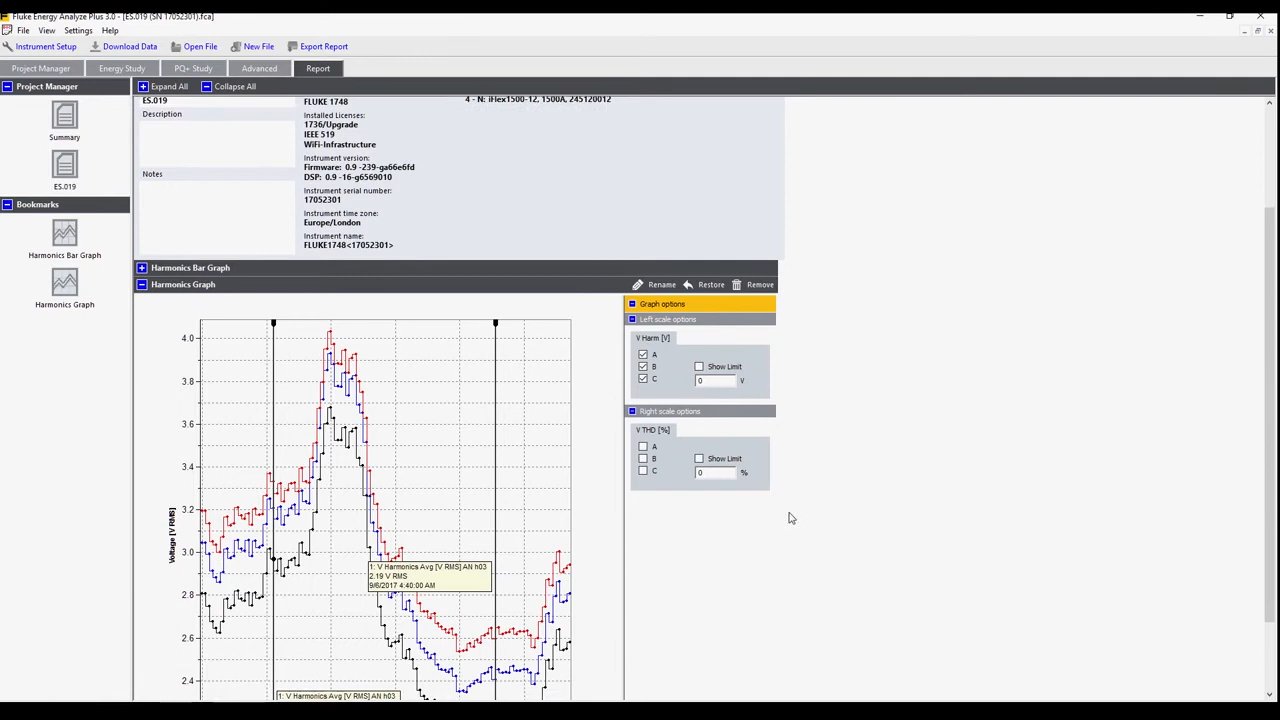 Fluke Energy Analyze Plus 3.0 - [ES.019 (SN 17052301).fca]
File View Settings Help
Instrument Setup Download Data Open File New File Export Report
Project Manager Energy Study PQ+ Study Advanced Report
Project Manager
Expand All Collapse All
Summary
ES.019
Bookmarks
Harmonics Bar Graph
Harmonics Graph
ES.019
Description
Notes
FLUKE 1748
Installed Licenses:
1736/Upgrade
IEEE 519
WiFi-Infrastructure
Instrument version:
Firmware: 0.9 -239-ga66e6fd
DSP: 0.9 -16-g6569010
Instrument serial number:
17052301
Instrument time zone:
Europe/London
Instrument name:
FLUKE1748<17052301>
4 - N: iHex1500-12, 1500A, 245120012
Harmonics Bar Graph
Harmonics Graph Rename Restore Remove
4.0
3.8
3.6
3.4
3.2
3.0
2.8
2.6
2.4
Voltage [V RMS]
1: V Harmonics Avg [V RMS] AN h03
2.19 V RMS
9/6/2017 4:40:00 AM
1: V Harmonics Avg [V RMS] AN h03
Graph options
Left scale options
V Harm [V]
A
B Show Limit
C 0 V
Right scale options
V THD [%]
A
B Show Limit
C 0 %